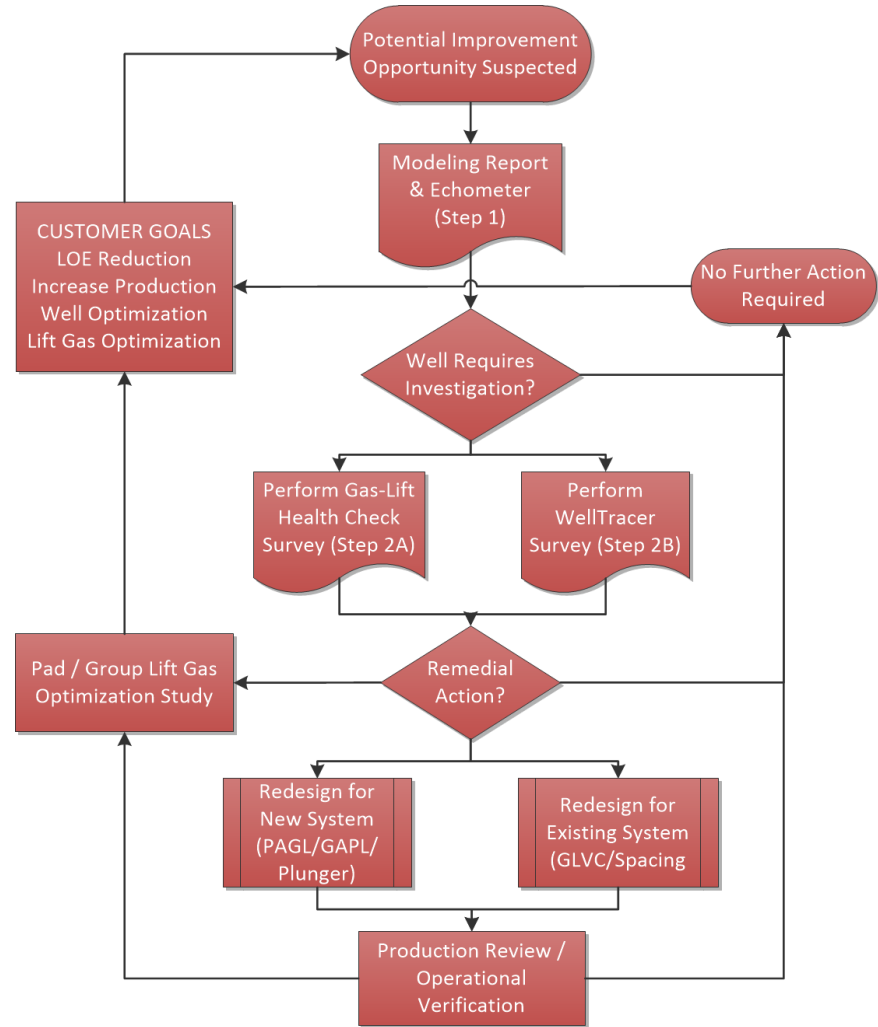 Potential Improvement
Opportunity Suspected
Modeling Report
& Echometer
(Step 1)
CUSTOMER GOALS
LOE Reduction
Increase Production
Well Optimization
Lift Gas Optimization
No Further Action
Required
Well Requires
Investigation?
Perform Gas-Lift
Health Check
Survey (Step 2A)
Perform
WellTracer
Survey (Step 2B)
Pad / Group Lift Gas
Optimization Study
Remedial
Action?
Redesign for
New System
(PAGL/GAPL/
Plunger)
Redesign for
Existing System
(GLVC/Spacing
Production Review /
Operational
Verification